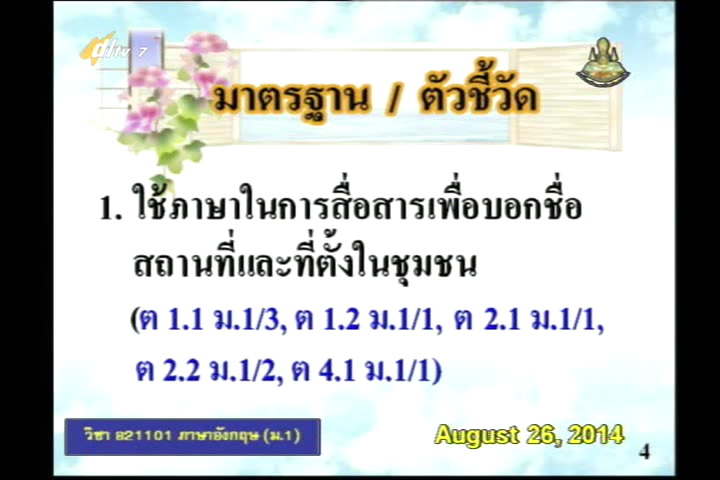 dltv 7
มาตรฐาน / ตัวชี้วัด
1. ใช้ภาษาในการสื่อสารเพื่อบอกชื่อ
สถานที่และที่ตั้งในชุมชน
(ต 1.1 ม.1/3, ต 1.2 ม.1/1, ต 2.1 ม.1/1,
ต 2.2 ม.1/2, ต 4.1 ม.1/1)
วิชา อ21101 ภาษาอังกฤษ (ม.1)
August 26, 2014
4